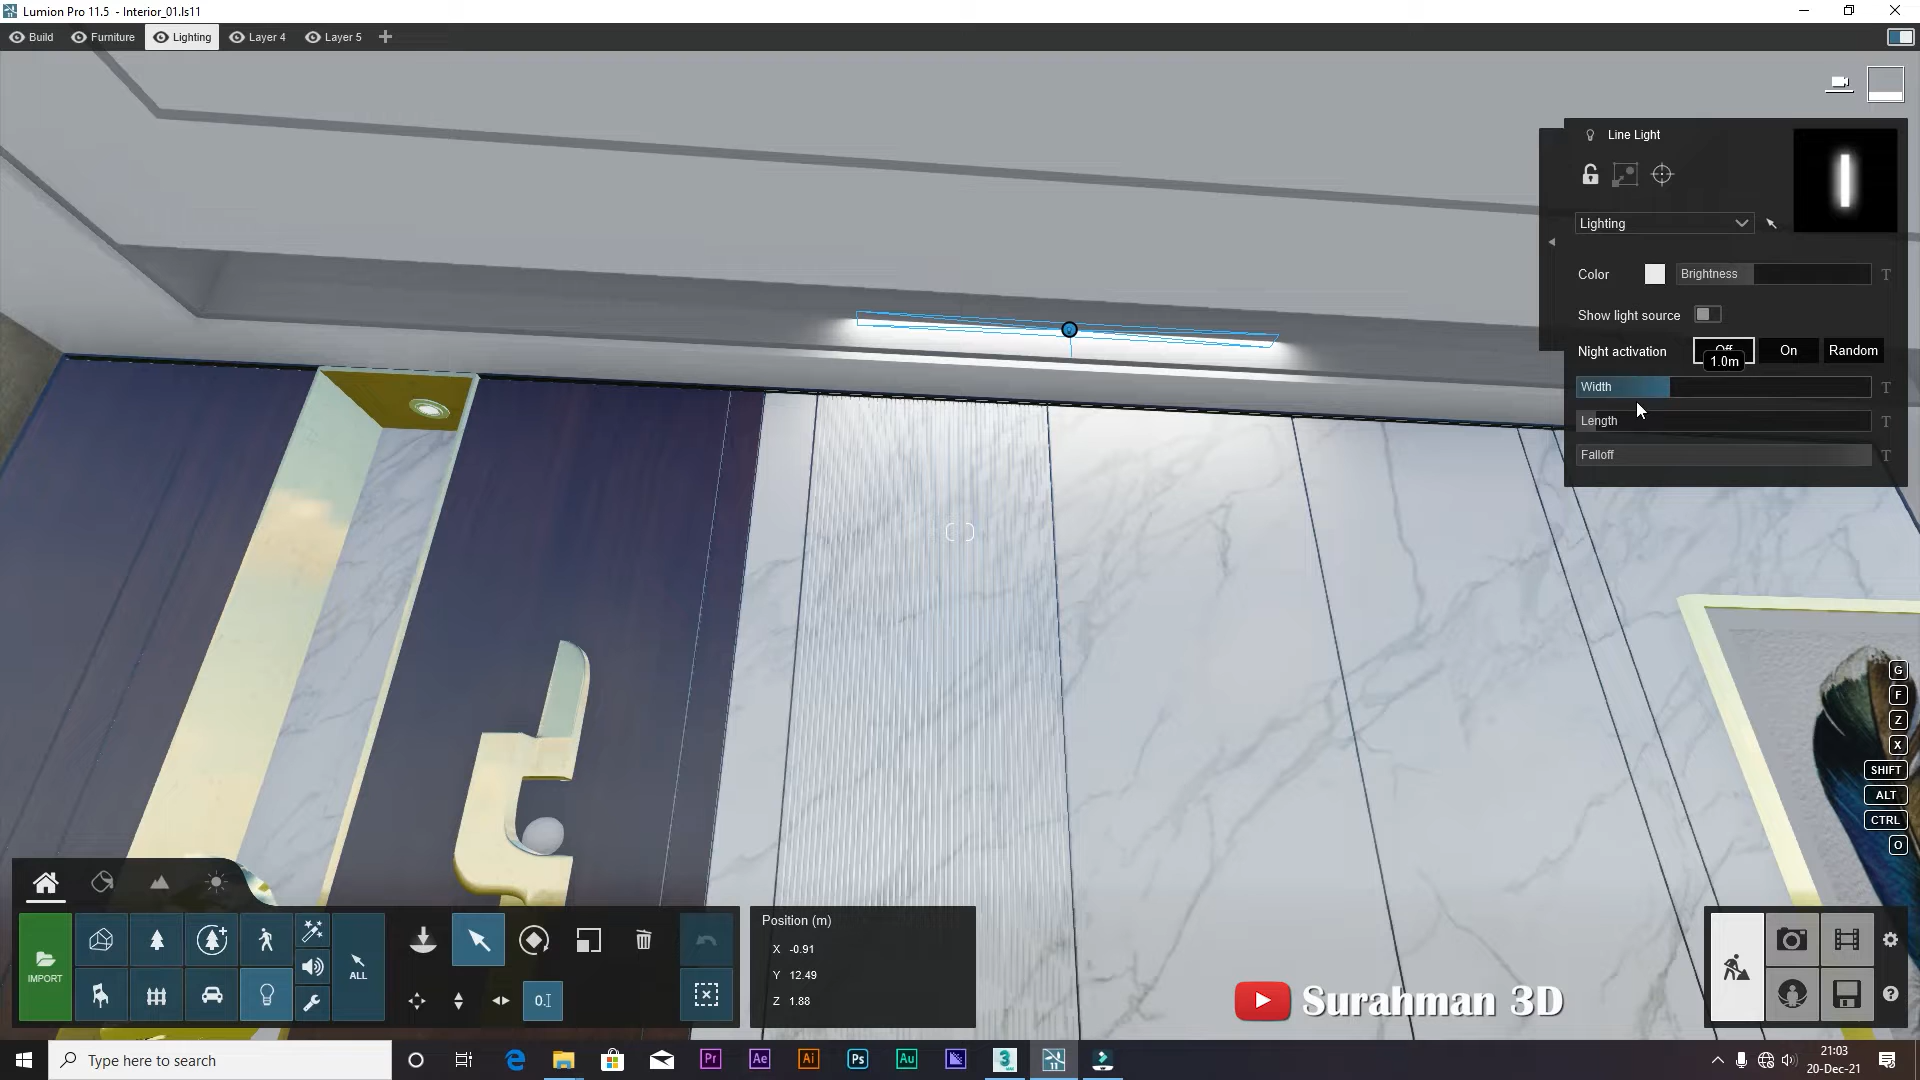 Lumion Pro 11.5 - Interior_01.ls11
Build
Furniture
Lighting
Layer 4
Layer 5
Line Light
Lighting
Color
Brightness
T
Show light source
Night activation
Off
On
Random
1.0m
Width
T
Length
T
Falloff
T
G
F
Z
X
SHIFT
ALT
CTRL
O
IMPORT
ALL
Position (m)
X -0.91
Y 12.49
Z 1.88
Surahman 3D
Type here to search
Pr
Ae
Ai
Ps
Au
3
11
21:03
20-Dec-21